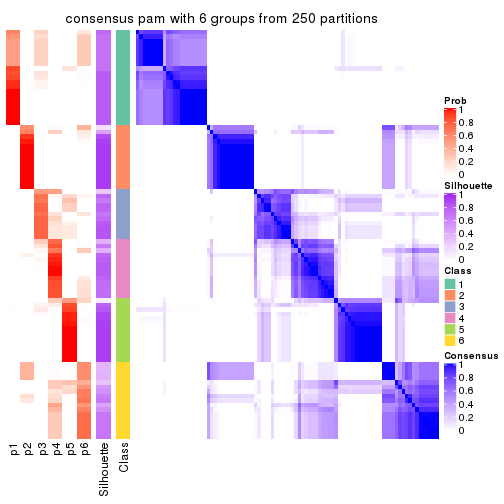 consensus pam with 6 groups from 250 partitions
Prob
1
0.8
0.6
0.4
0.2
0
Silhouette
1
0.8
0.6
0.4
0.2
0
Class
1
2
3
4
5
6
Consensus
1
0.8
0.6
0.4
0.2
0
p1
p2
p3
p4
p5
p6
Silhouette
Class